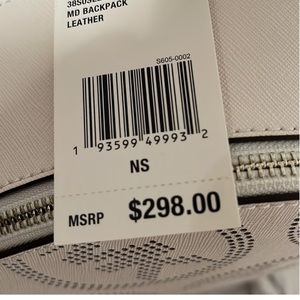 MD BACKPACK
LEATHER
S605-0002
1 93599 49993 2
NS
MSRP $298.00